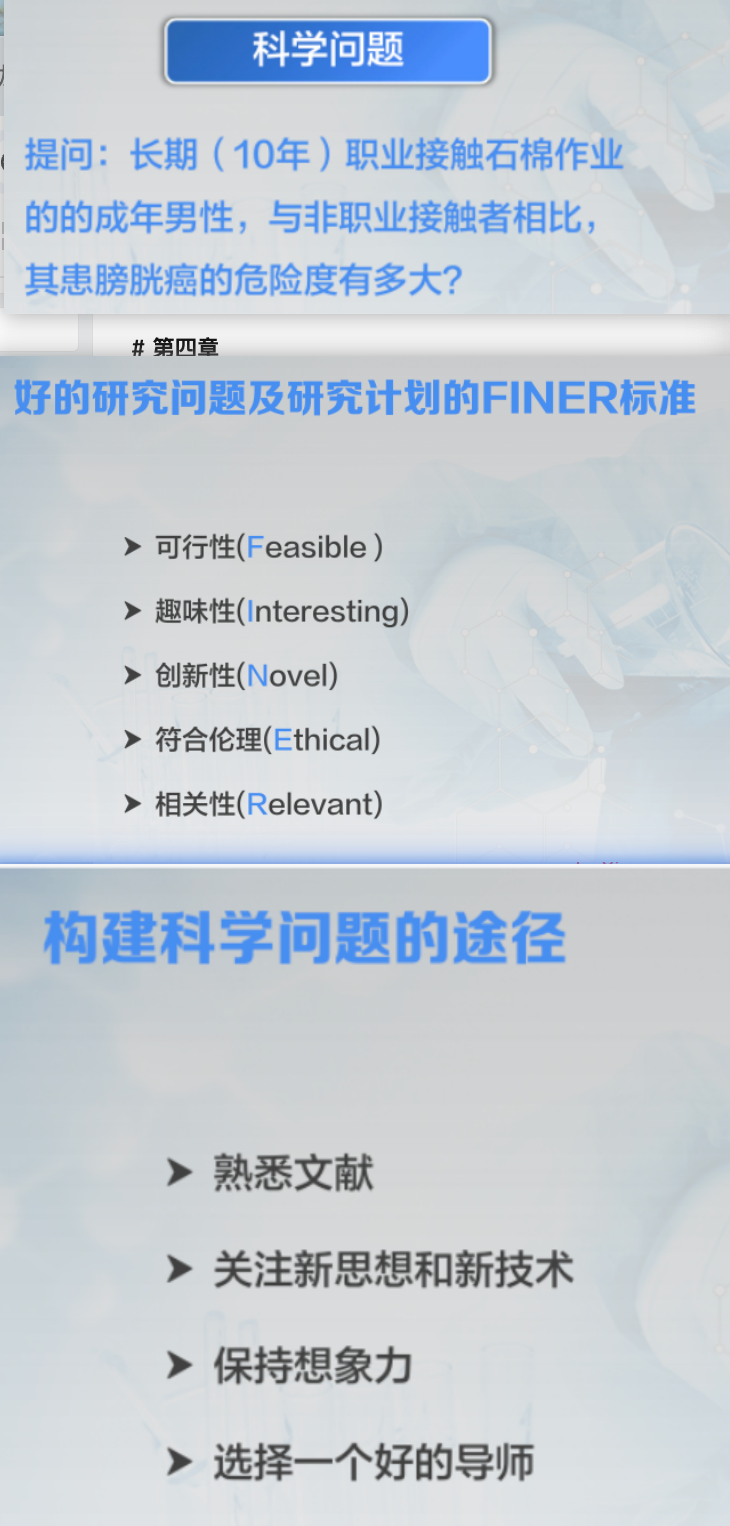 科学问题
提问：长期（10年）职业接触石棉作业
的的成年男性，与非职业接触者相比，
其患膀胱癌的危险度有多大?
# 第四章
好的研究问题及研究计划的FINER标准
➤ 可行性(Feasible )
➤ 趣味性(Interesting)
➤ 创新性(Novel)
➤ 符合伦理(Ethical)
➤ 相关性(Relevant)
构建科学问题的途径
➤ 熟悉文献
➤ 关注新思想和新技术
➤ 保持想象力
➤ 选择一个好的导师